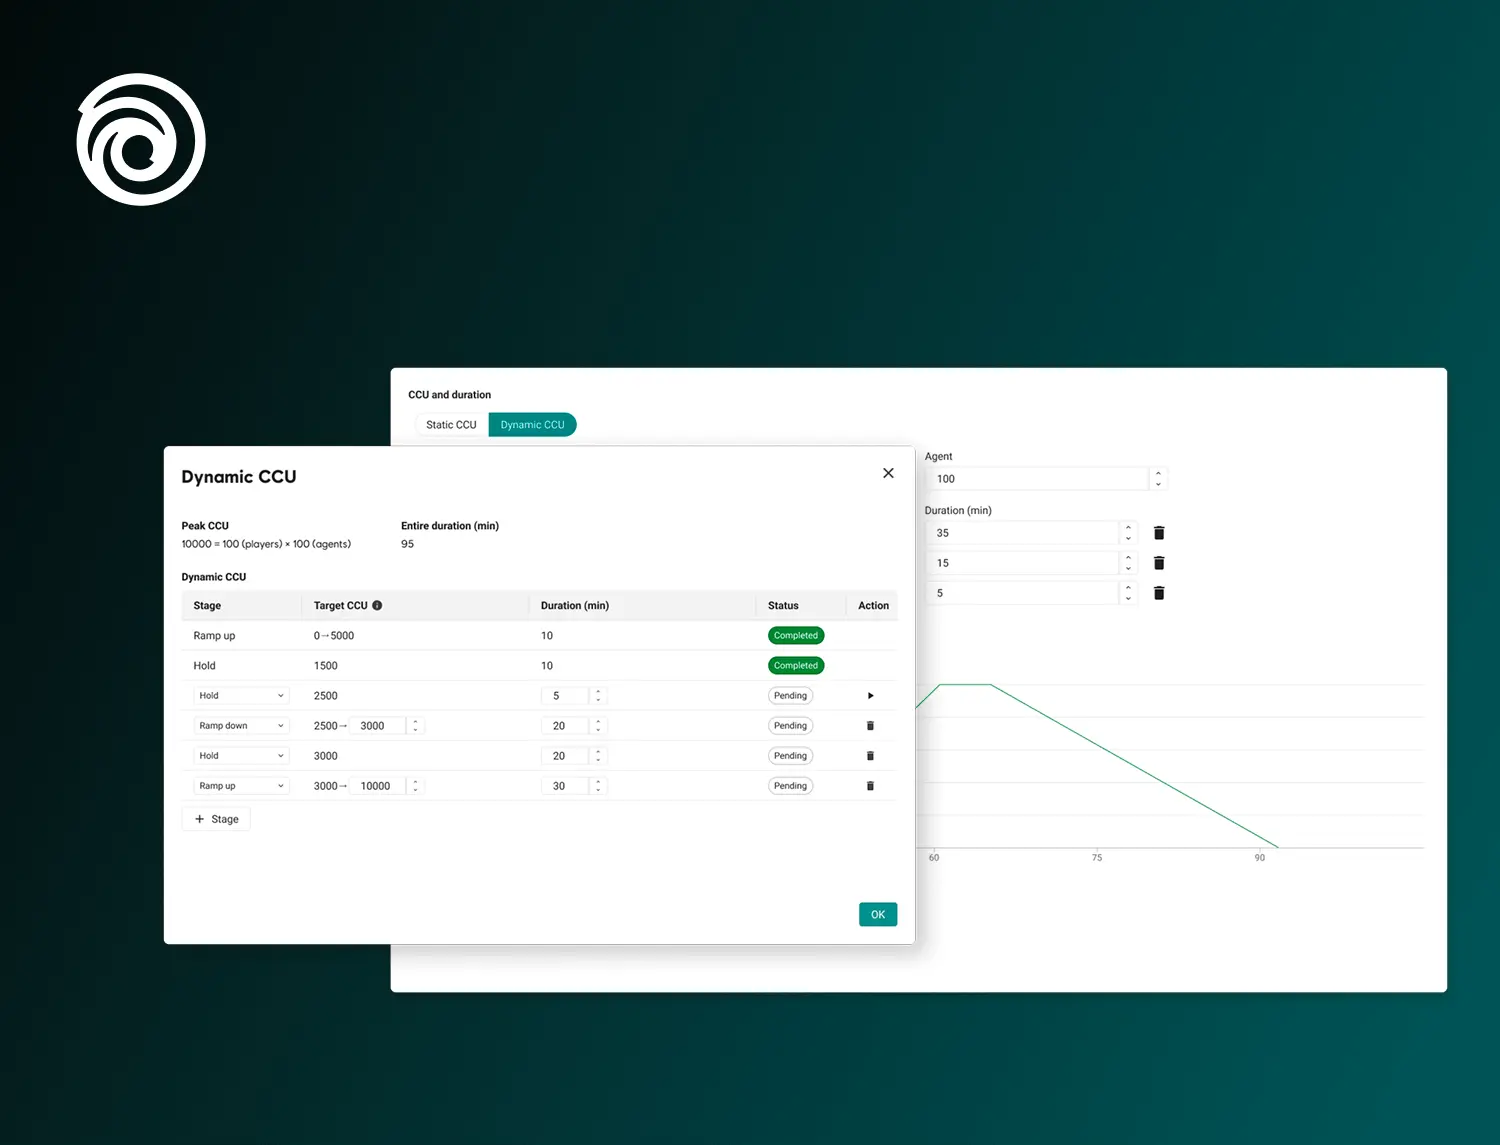 CCU and duration
Static CCU Dynamic CCU
Agent
100
Duration (min)
35
15
5
60 75 90
Dynamic CCU
Peak CCU Entire duration (min)
10000 = 100 (players) × 100 (agents) 95
Dynamic CCU
Stage Target CCU Duration (min) Status Action
Ramp up 0→5000 10 Completed
Hold 1500 10 Completed
Hold 2500 5 Pending
Ramp down 2500→ 3000 20 Pending
Hold 3000 20 Pending
Ramp up 3000→ 10000 30 Pending
+ Stage
OK